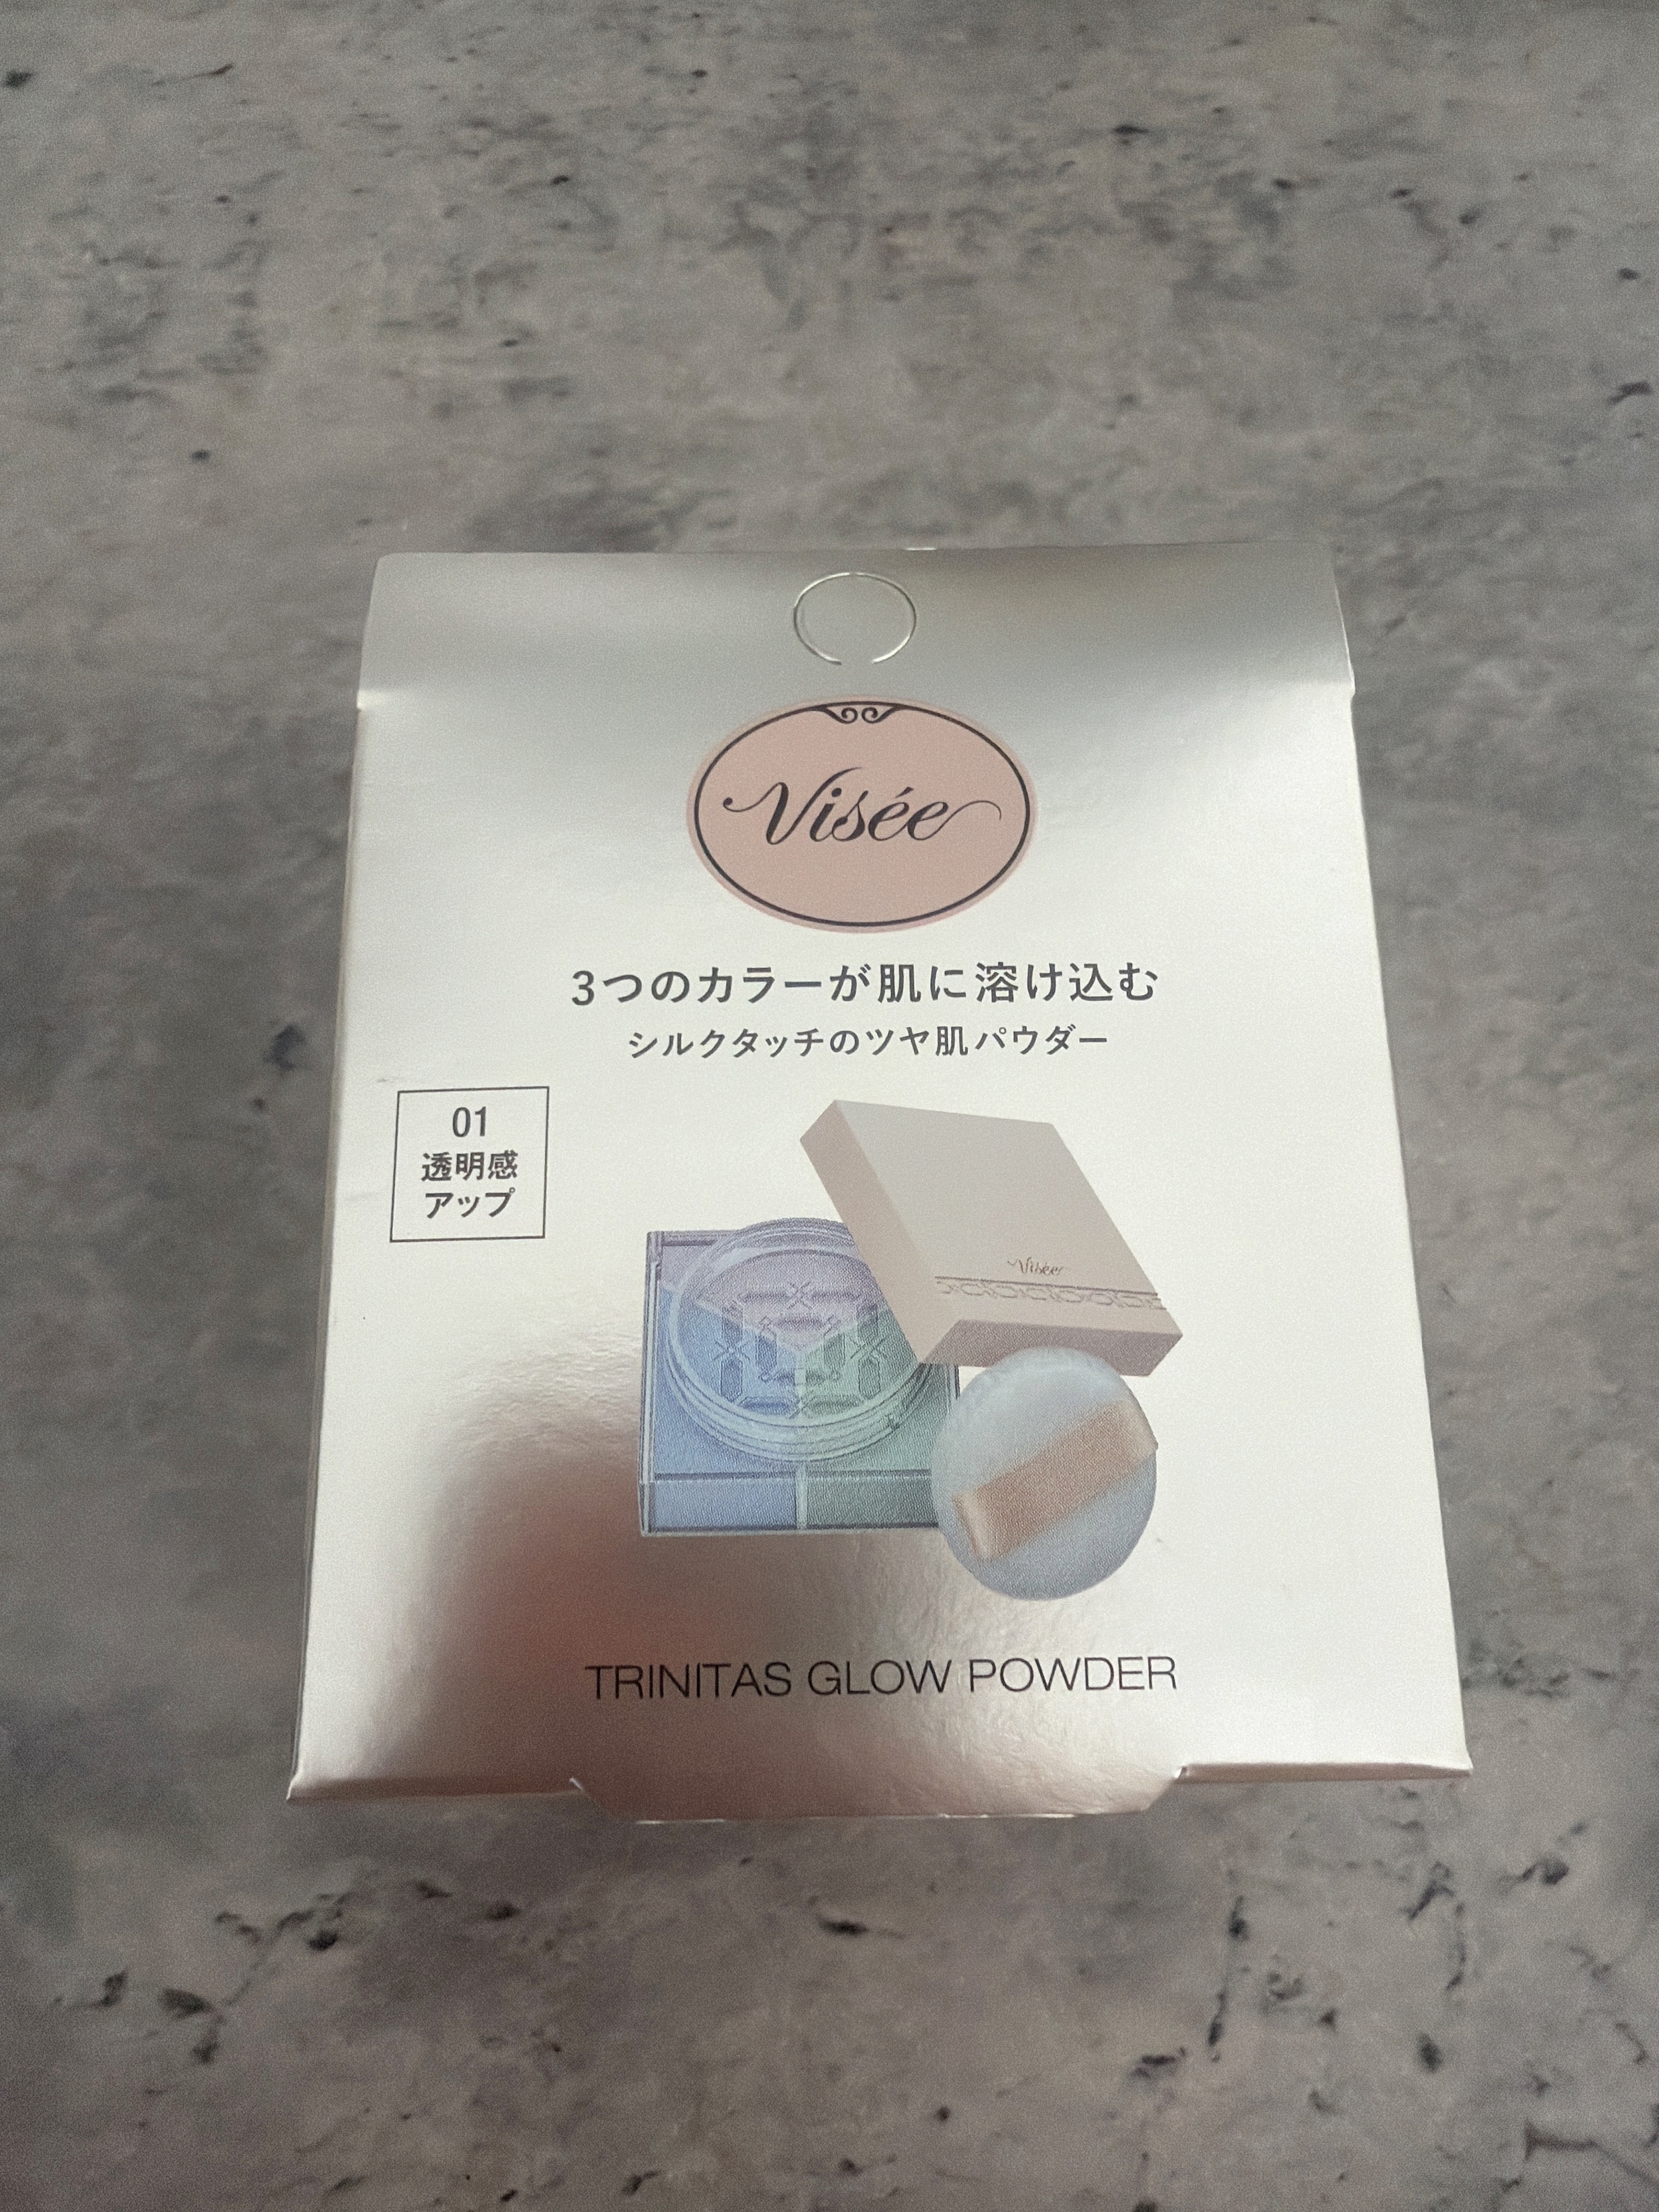 Visée
3つのカラーが肌に溶け込む
シルクタッチのツヤ肌パウダー
01
透明感
アップ
Visée
TRINITAS GLOW POWDER